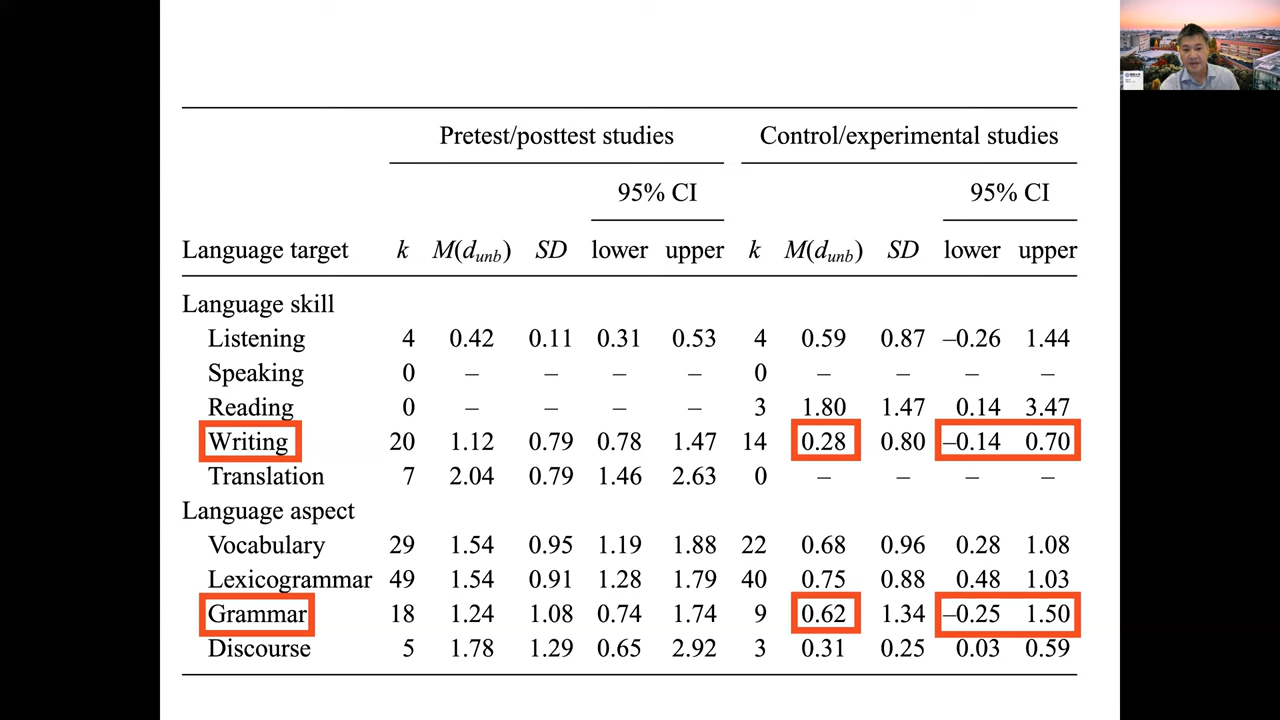 Pretest/posttest studies Control/experimental studies
95% CI 95% CI
Language target k M(dunb) SD lower upper k M(dunb) SD lower upper
Language skill
Listening 4 0.42 0.11 0.31 0.53 4 0.59 0.87 –0.26 1.44
Speaking 0 – – – – 0 – – – –
Reading 0 – – – – 3 1.80 1.47 0.14 3.47
Writing 20 1.12 0.79 0.78 1.47 14 0.28 0.80 –0.14 0.70
Translation 7 2.04 0.79 1.46 2.63 0 – – – –
Language aspect
Vocabulary 29 1.54 0.95 1.19 1.88 22 0.68 0.96 0.28 1.08
Lexicogrammar 49 1.54 0.91 1.28 1.79 40 0.75 0.88 0.48 1.03
Grammar 18 1.24 1.08 0.74 1.74 9 0.62 1.34 –0.25 1.50
Discourse 5 1.78 1.29 0.65 2.92 3 0.31 0.25 0.03 0.59